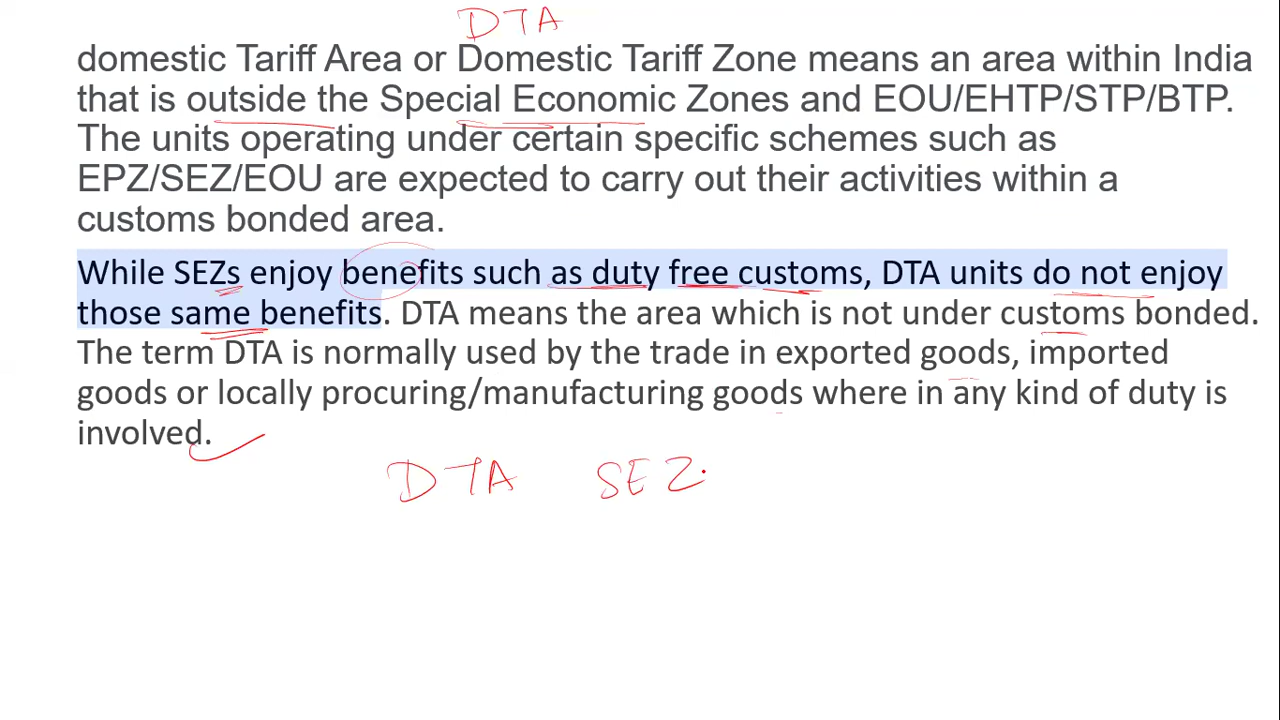 DTA
domestic Tariff Area or Domestic Tariff Zone means an area within India
that is outside the Special Economic Zones and EOU/EHTP/STP/BTP.
The units operating under certain specific schemes such as
EPZ/SEZ/EOU are expected to carry out their activities within a
customs bonded area.
While SEZs enjoy benefits such as duty free customs, DTA units do not enjoy
those same benefits. DTA means the area which is not under customs bonded.
The term DTA is normally used by the trade in exported goods, imported
goods or locally procuring/manufacturing goods where in any kind of duty is
involved.
DTA SEZ